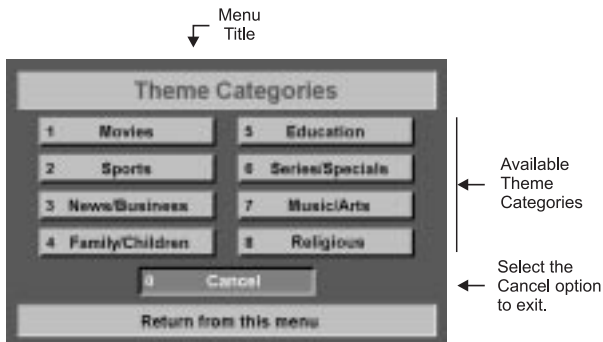 Menu
Title
Theme Categories
1 Movies
5 Education
2 Sports
6 Series/Specials
3 News/Business
7 Music/Arts
4 Family/Children
8 Religious
0 Cancel
Return from this menu
Available
Theme
Categories
Select the
Cancel option
to exit.